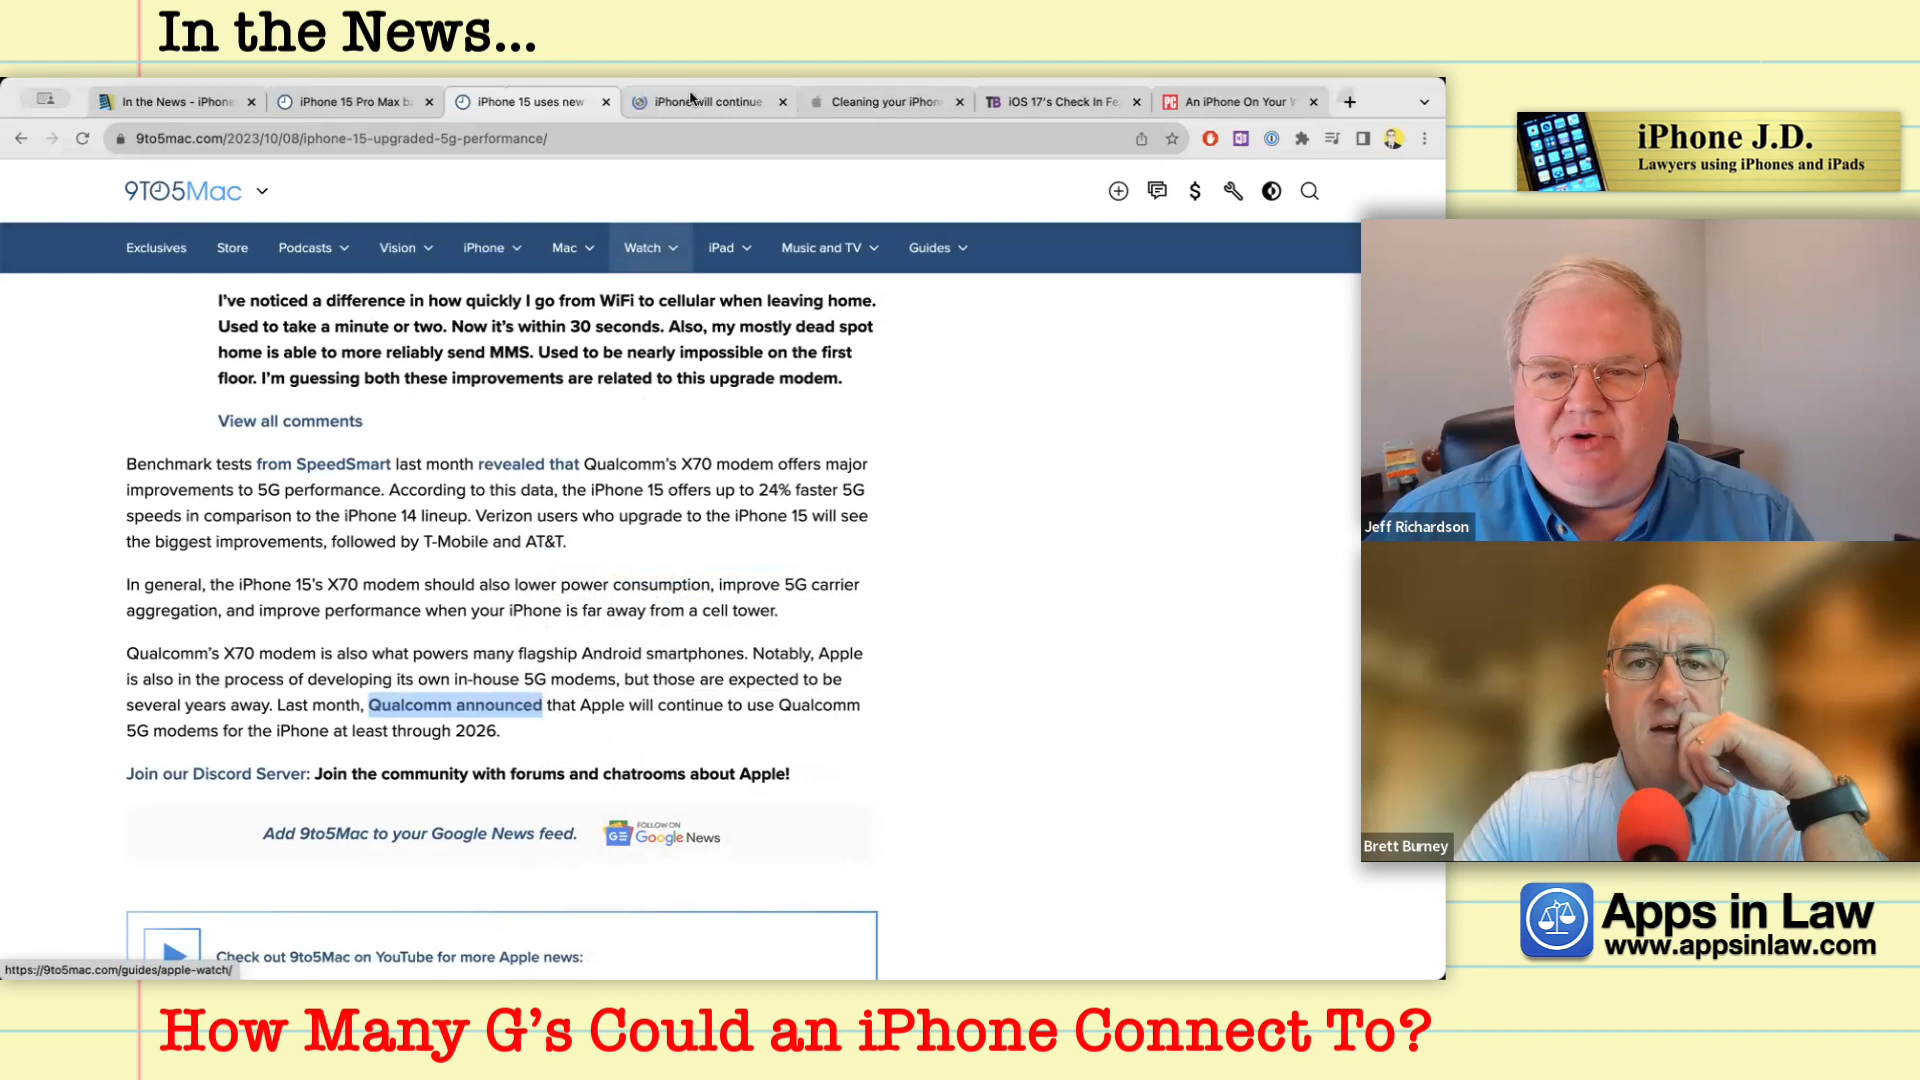 In the News...
In the News - iPhone
iPhone 15 Pro Max b
iPhone 15 uses new
iPhone will continue
Cleaning your iPhon
iOS 17's Check In Fe
An iPhone On Your
9to5mac.com/2023/10/08/iphone-15-upgraded-5g-performance/
iPhone J.D.
Lawyers using iPhones and iPads
9TO5Mac
Exclusives
Store
Podcasts
Vision
iPhone
Mac
Watch
iPad
Music and TV
Guides
I've noticed a difference in how quickly I go from WiFi to cellular when leaving home.
Used to take a minute or two. Now it's within 30 seconds. Also, my mostly dead spot
home is able to more reliably send MMS. Used to be nearly impossible on the first
floor. I'm guessing both these improvements are related to this upgrade modem.
View all comments
Benchmark tests from SpeedSmart last month revealed that Qualcomm's X70 modem offers major
improvements to 5G performance. According to this data, the iPhone 15 offers up to 24% faster 5G
speeds in comparison to the iPhone 14 lineup. Verizon users who upgrade to the iPhone 15 will see
the biggest improvements, followed by T-Mobile and AT&T.
In general, the iPhone 15's X70 modem should also lower power consumption, improve 5G carrier
aggregation, and improve performance when your iPhone is far away from a cell tower.
Qualcomm's X70 modem is also what powers many flagship Android smartphones. Notably, Apple
is also in the process of developing its own in-house 5G modems, but those are expected to be
several years away. Last month, Qualcomm announced that Apple will continue to use Qualcomm
5G modems for the iPhone at least through 2026.
Join our Discord Server: Join the community with forums and chatrooms about Apple!
Add 9to5Mac to your Google News feed.
GE
FOLLOW ON
Google News
Check out 9to5Mac on YouTube for more Apple news:
https://9to5mac.com/guides/apple-watch/
Jeff Richardson
Brett Burney
Apps in Law
www.appsinlaw.com
How Many G's Could an iPhone Connect To?